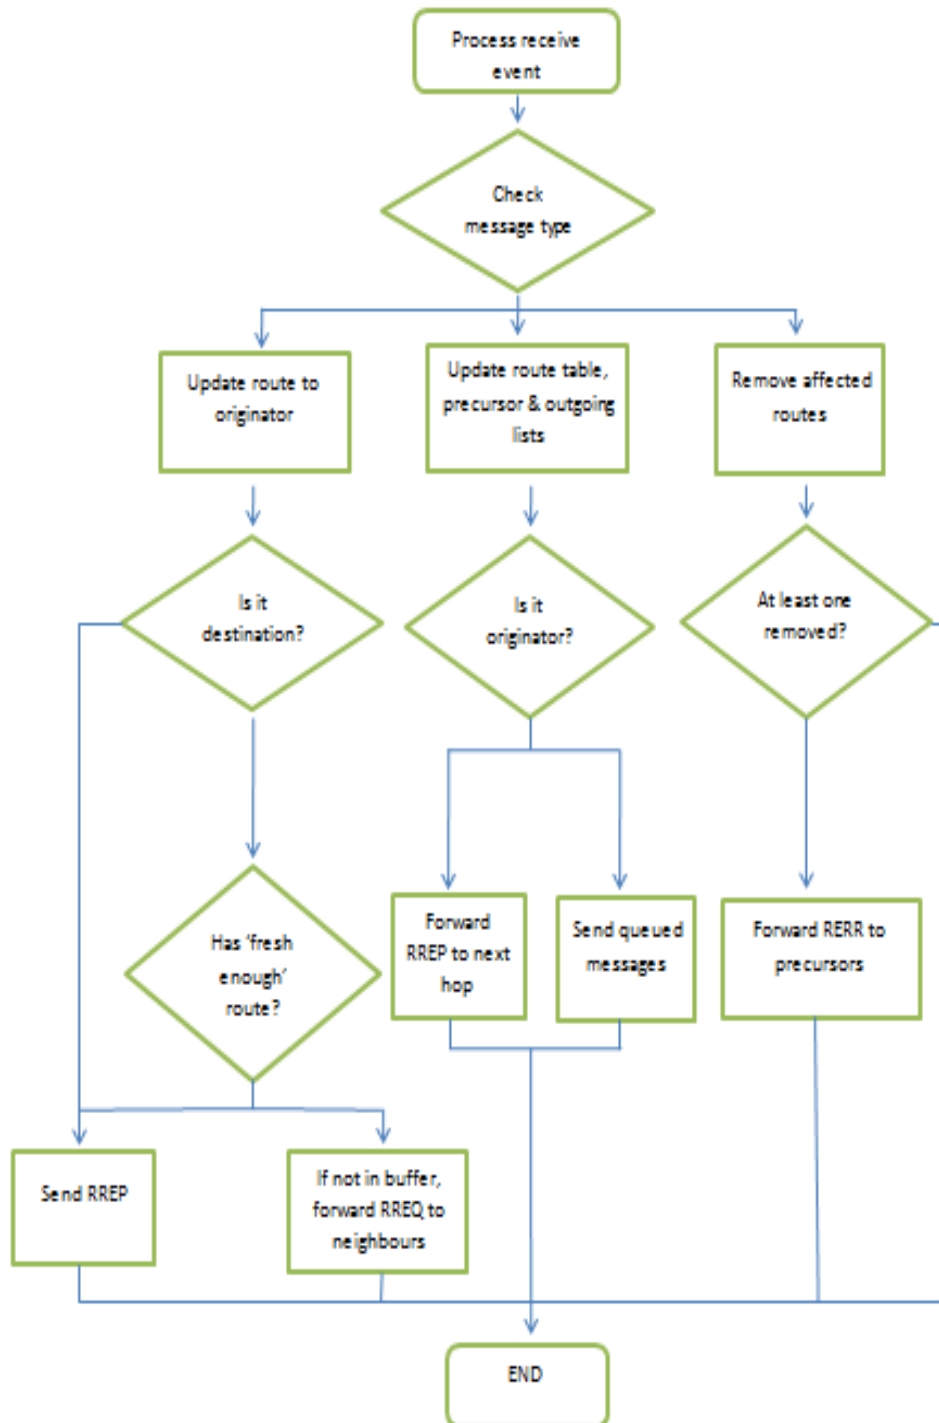 Process receive
event
Check
message type
Update route to
originator
Update route table,
precursor & outgoing
lists
Remove affected
routes
Is it
destination?
Is it
originator?
At least one
removed?
Has ‘fresh
enough’
route?
Forward
RREP to next
hop
Send queued
messages
Forward RERR to
precursors
Send RREP
If not in buffer,
forward RREQ to
neighbours
END